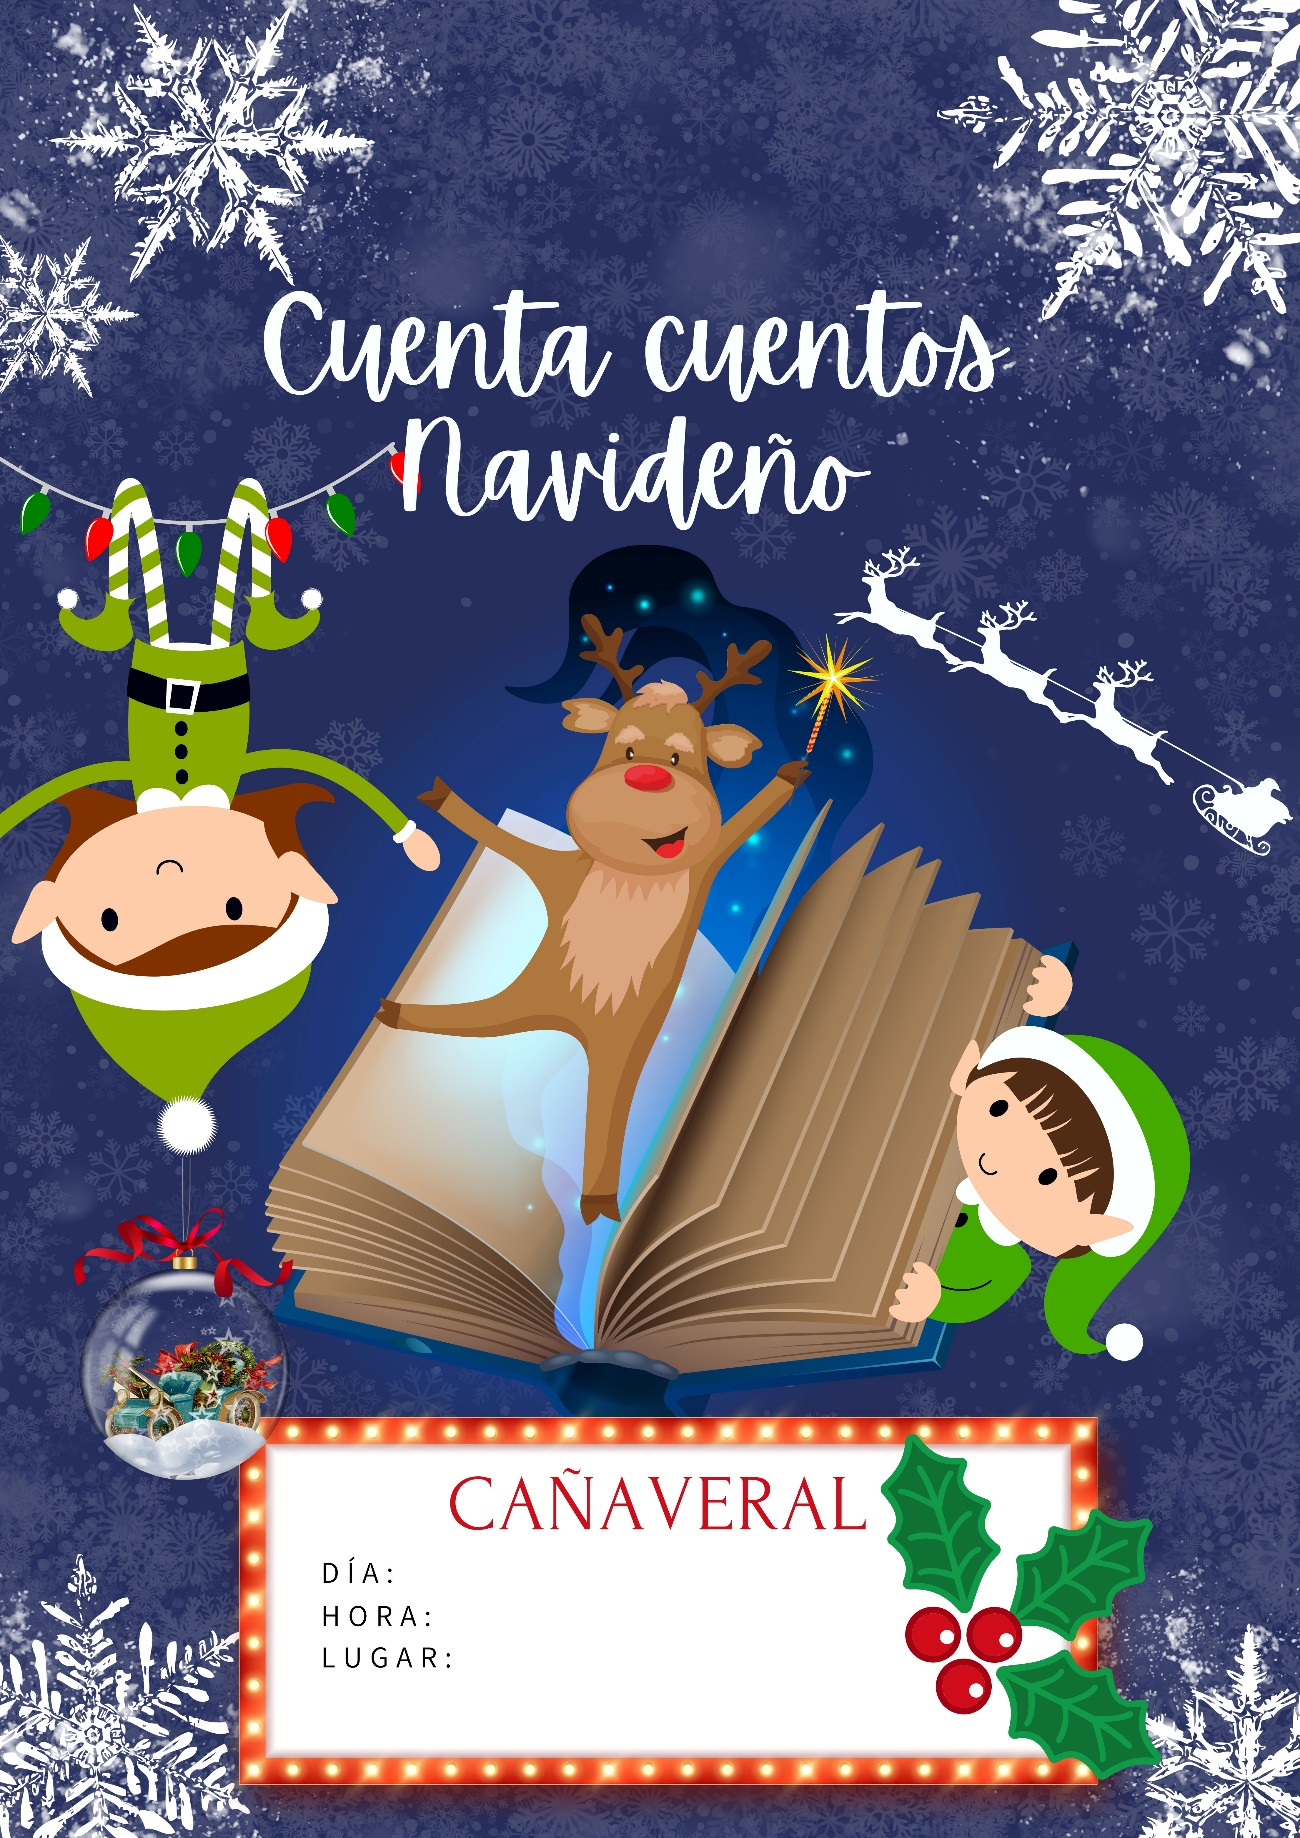 Cuenta cuentos
Navideño
CAÑAVERAL
DÍA:
HORA:
LUGAR: